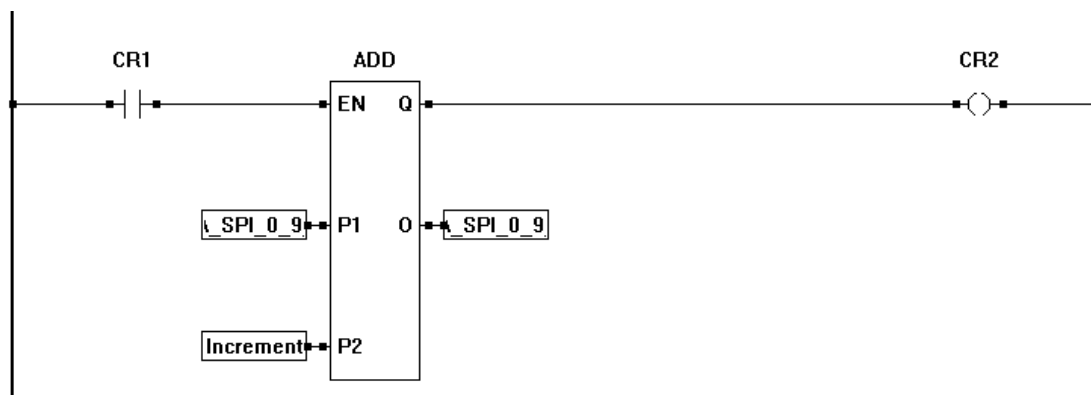 CR1 ADD CR2
EN Q
\_SPI_0_9 P1 O \_SPI_0_9
Increment P2